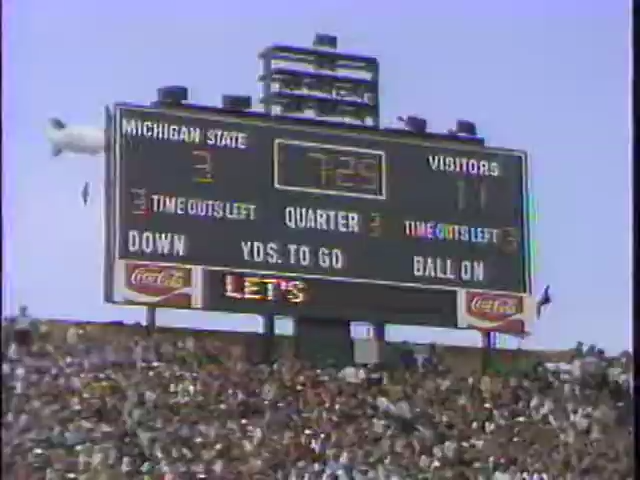 MICHIGAN STATE
3
7 25
VISITORS
11
3 TIME OUTS LEFT
QUARTER 3
TIME OUTS LEFT 3
DOWN
YDS. TO GO
BALL ON
Coca-Cola
LET'S
Coca-Cola